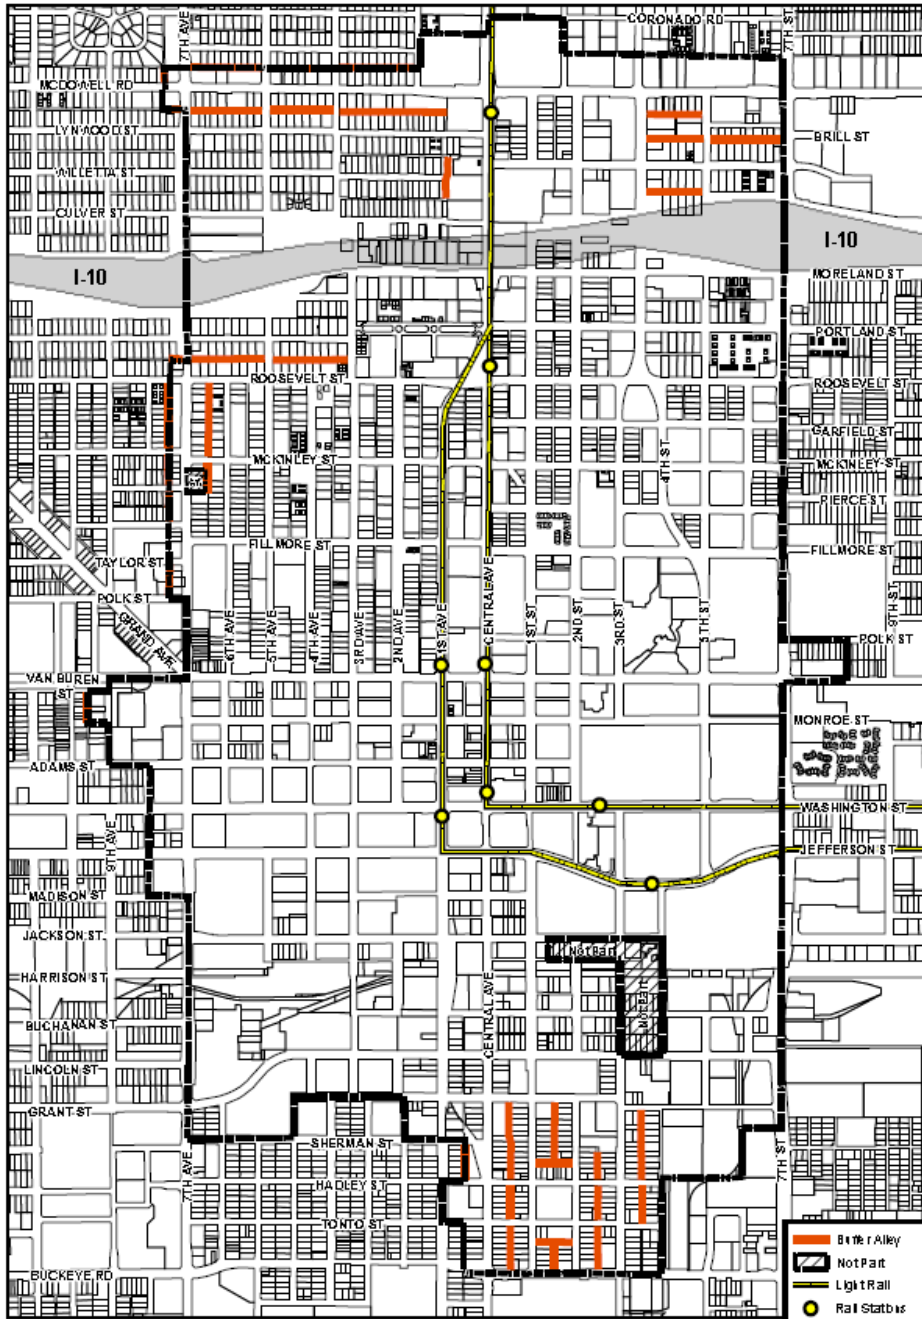 CORONADO RD
7TH AVE
7TH ST
MCDOWELL RD
LYNWOOD ST
BRILL ST
WILLETTA ST
CULVER ST
I-10
I-10
MORELAND ST
PORTLAND ST
ROOSEVELT ST
ROOSEVELT ST
GARFIELD ST
MCKINLEY ST
MCKINLEY ST
4TH ST
PIERCE ST
FILLMORE ST
FILLMORE ST
TAYLOR ST
POLK ST
GRAND AVE
6TH AVE
5TH AVE
4TH AVE
3RD AVE
2ND AVE
1ST AVE
CENTRAL AVE
1ST ST
2ND ST
3RD ST
5TH ST
9TH ST
POLK ST
VAN BUREN
ST
MONROE ST
ADAMS ST
WASHINGTON ST
9TH AVE
JEFFERSON ST
MADISON ST
JACKSON ST
Not Part
HARRISON ST
Not Part
CENTRAL AVE
BUCHANAN ST
LINCOLN ST
GRANT ST
SHERMAN ST
7TH AVE
7TH ST
HADLEY ST
TONTO ST
BUCKEYE RD
Buffer Alley
Not Part
Light Rail
Rail Stations